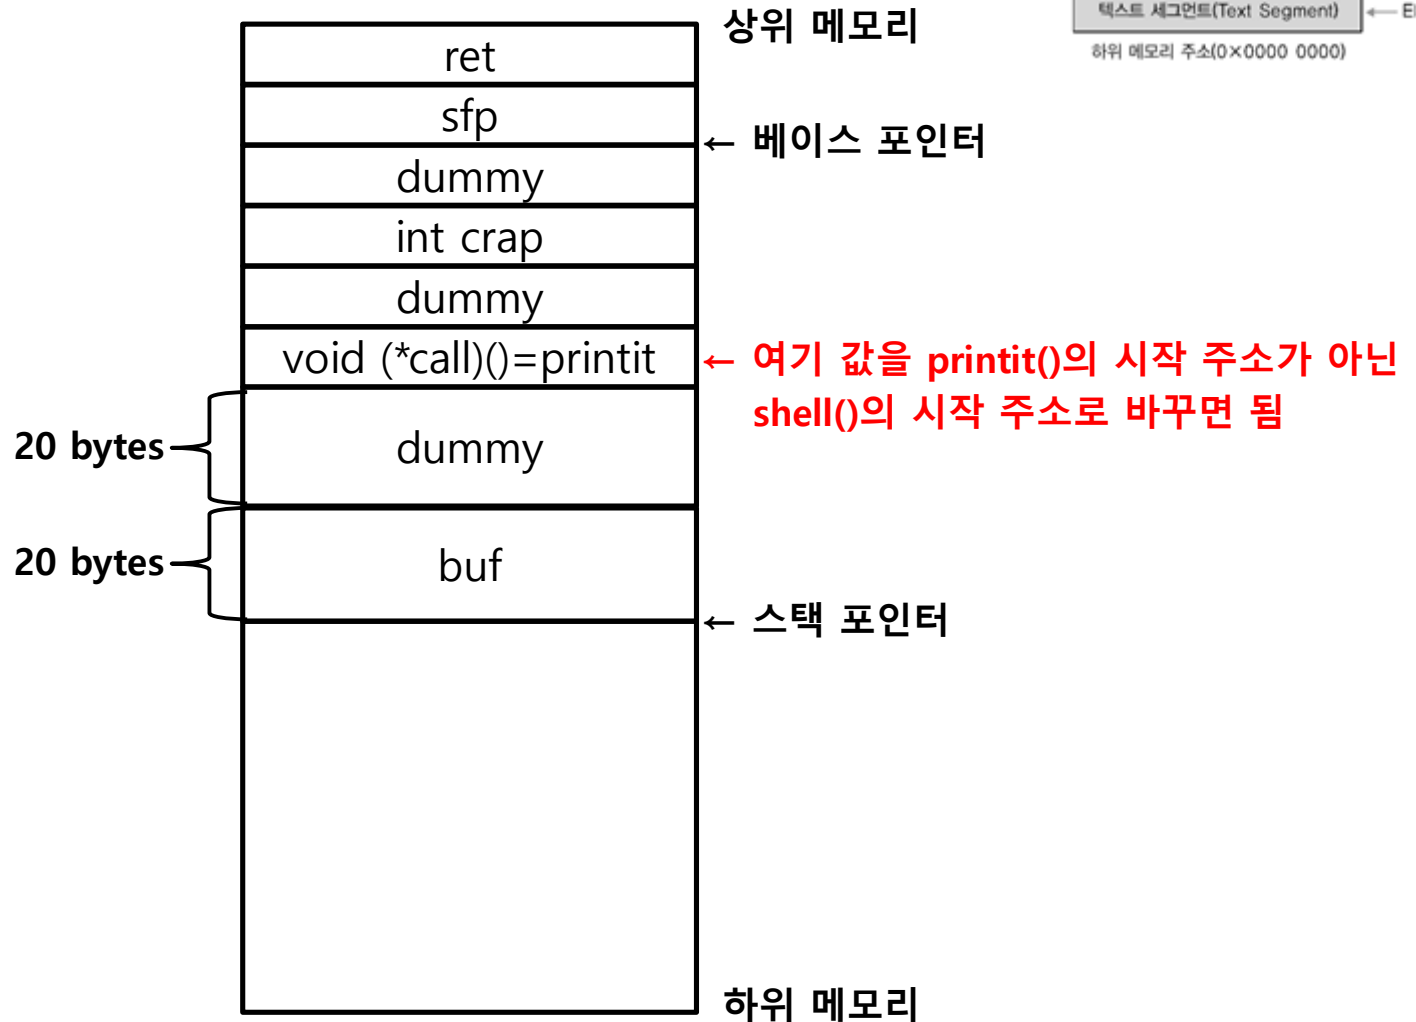 상위 메모리
텍스트 세그먼트(Text Segment)
하위 메모리 주소(0×0000 0000)
ret
sfp
← 베이스 포인터
dummy
int crap
dummy
void (*call)()=printit
← 여기 값을 printit()의 시작 주소가 아닌
shell()의 시작 주소로 바꾸면 됨
20 bytes
dummy
20 bytes
buf
← 스택 포인터
하위 메모리